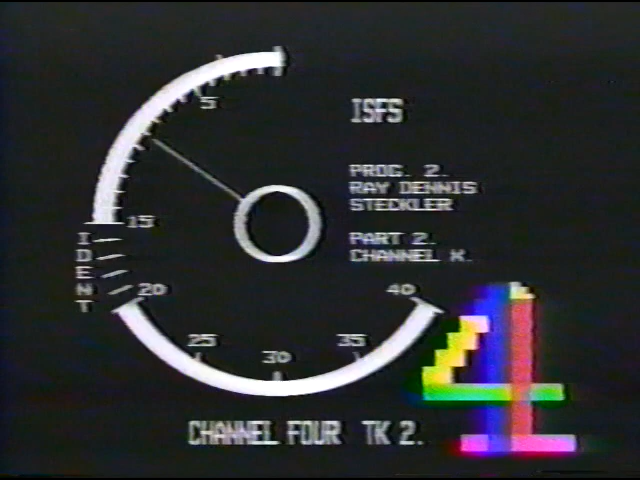 ISFS
5
PROG. 2.
RAY DENNIS
STECKLER
15
PART 2.
CHANNEL K.
IDENT
20
40
25
35
30
4
CHANNEL FOUR TK 2.